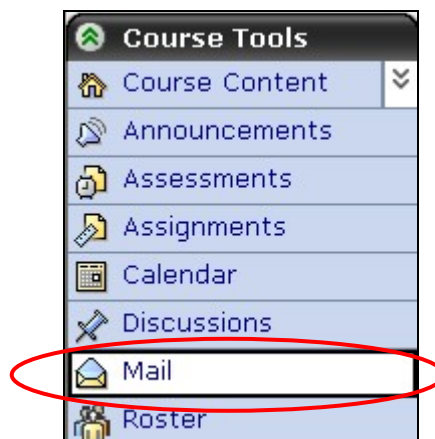 Course Tools
Course Content
Announcements
Assessments
Assignments
Calendar
Discussions
Mail
Roster